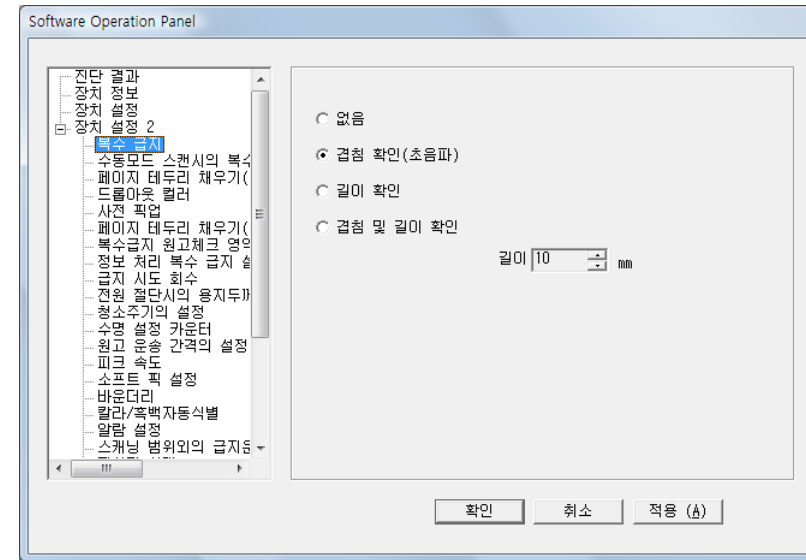 Software Operation Panel
진단 결과
장치 정보
장치 설정
장치 설정 2
복수 급지
수동모드 스캔시의 복수
페이지 테두리 채우기(
드롭아웃 컬러
사전 픽업
페이지 테두리 채우기(
복수급지 원고체크 영역
정보 처리 복수 급지 설
급지 시도 회수
전원 절단시의 용지두
청소주기의 설정
수명 설정 카운터
원고 운송 간격의 설정
피크 속도
소프트 픽 설정
바운더리
칼라/흑백자동식별
알람 설정
스캐닝 범위외의 급지운
없음
겹침 확인(초음파)
길이 확인
겹침 및 길이 확인
길이 10 mm
확인 취소 적용 (A)